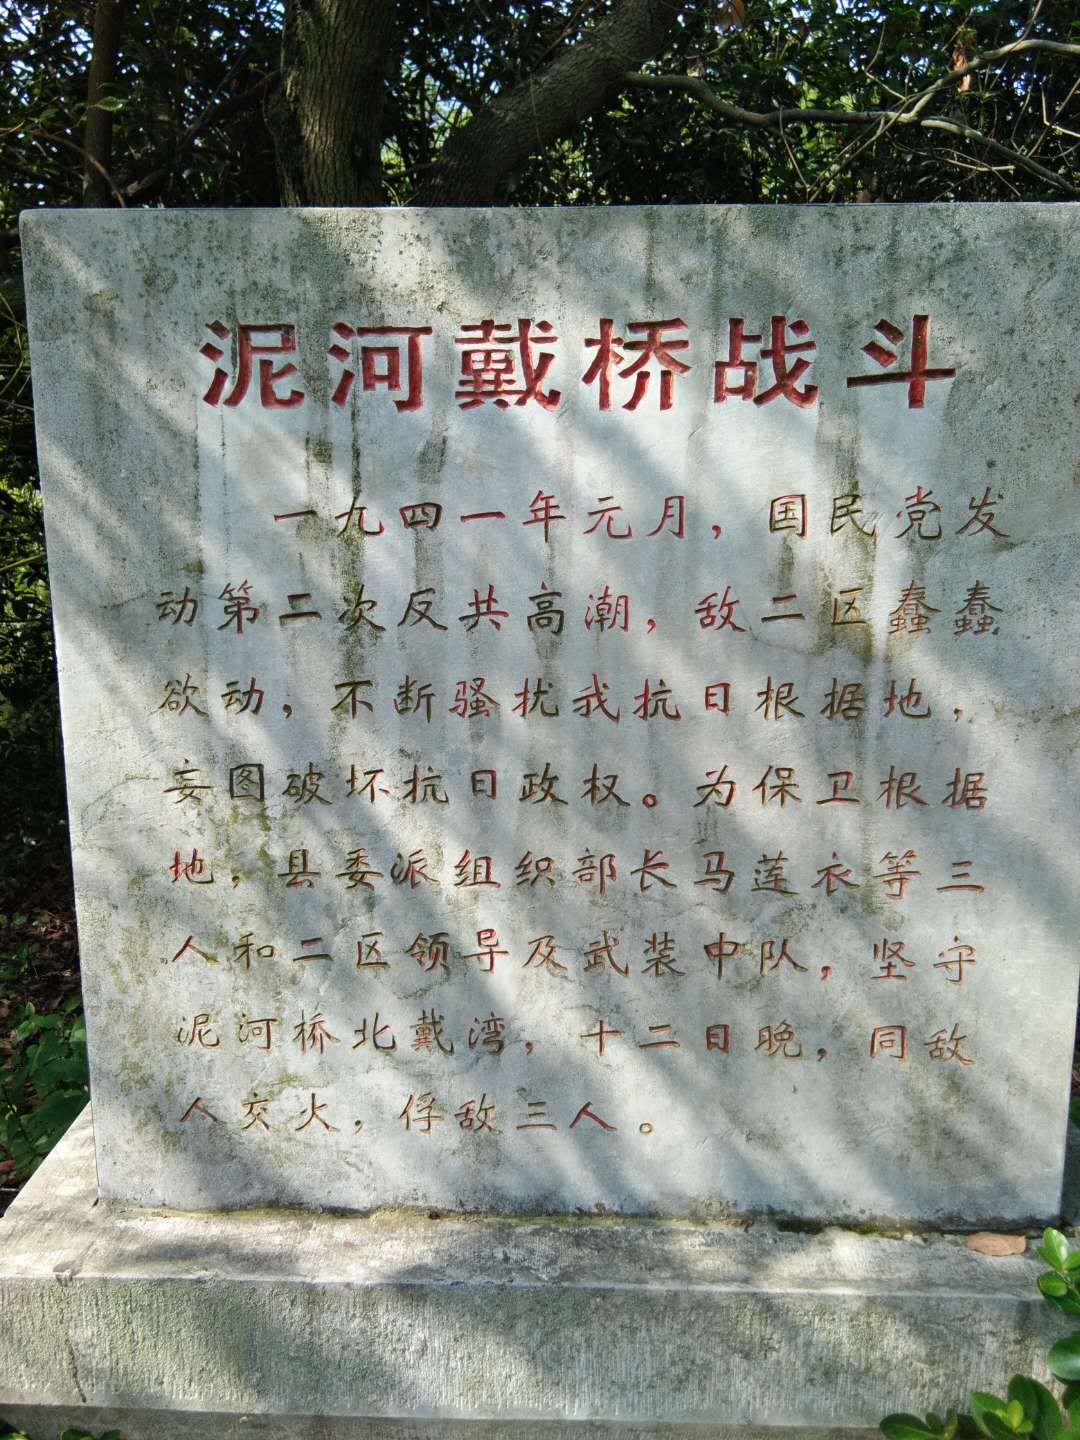 泥河戴桥战斗
一九四一年元月，国民党发
动第二次反共高潮，敌二区蠢蠢
欲动，不断骚扰我抗日根据地，
妄图破坏抗日政权。为保卫根据
地，县委派组织部长马莲衣等三
人和二区领导及武装中队，坚守
泥河桥北戴湾，十二日晚，同敌
人交火，俘敌三人。